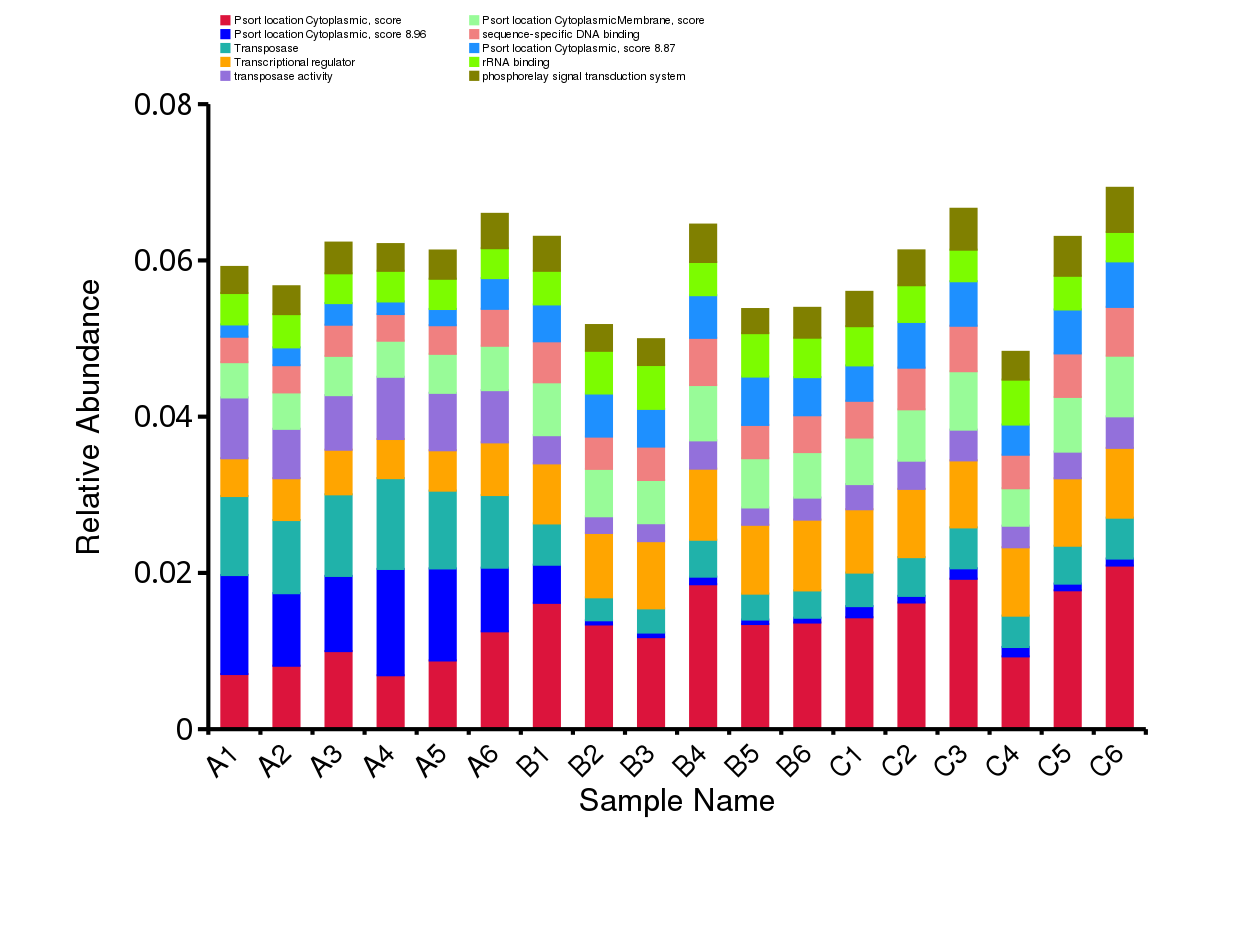 Psort location Cytoplasmic, score
Psort location Cytoplasmic, score 8.96
Transposase
Transcriptional regulator
transposase activity
Psort location CytoplasmicMembrane, score
sequence-specific DNA binding
Psort location Cytoplasmic, score 8.87
rRNA binding
phosphorelay signal transduction system
0.08
0.06
0.04
0.02
0
Relative Abundance
A1 A2 A3 A4 A5 A6 B1 B2 B3 B4 B5 B6 C1 C2 C3 C4 C5 C6
Sample Name